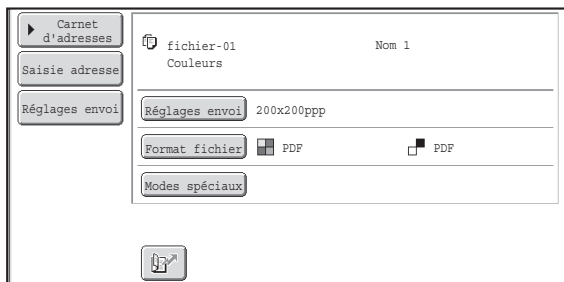 Carnet
d'adresses
Saisie adresse
Réglages envoi
fichier-01 Nom 1
Couleurs
Réglages envoi 200x200ppp
Format fichier PDF PDF
Modes spéciaux